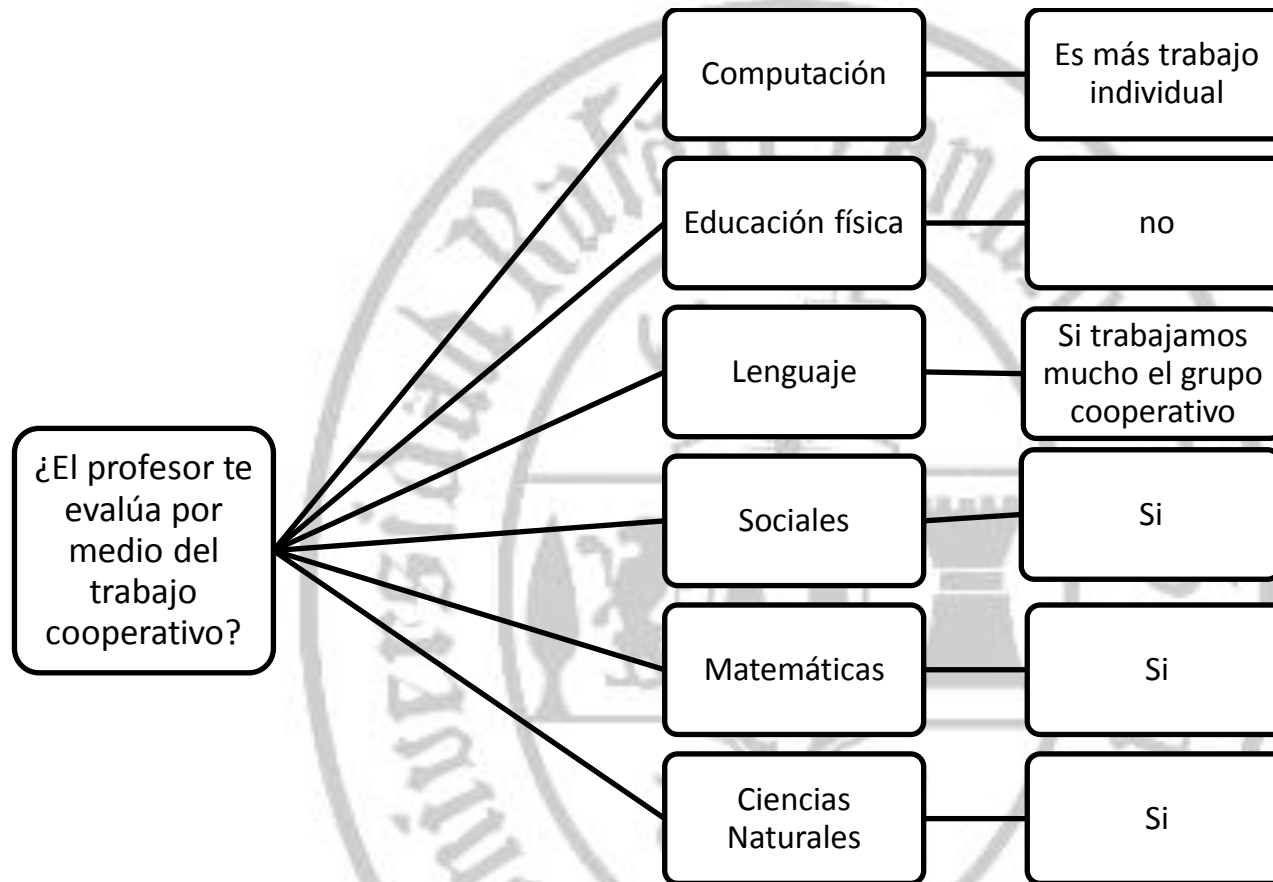 ¿El profesor te
evalúa por
medio del
trabajo
cooperativo?
Computación
Es más trabajo
individual
Educación física
no
Lenguaje
Si trabajamos
mucho el grupo
cooperativo
Sociales
Si
Matemáticas
Si
Ciencias
Naturales
Si